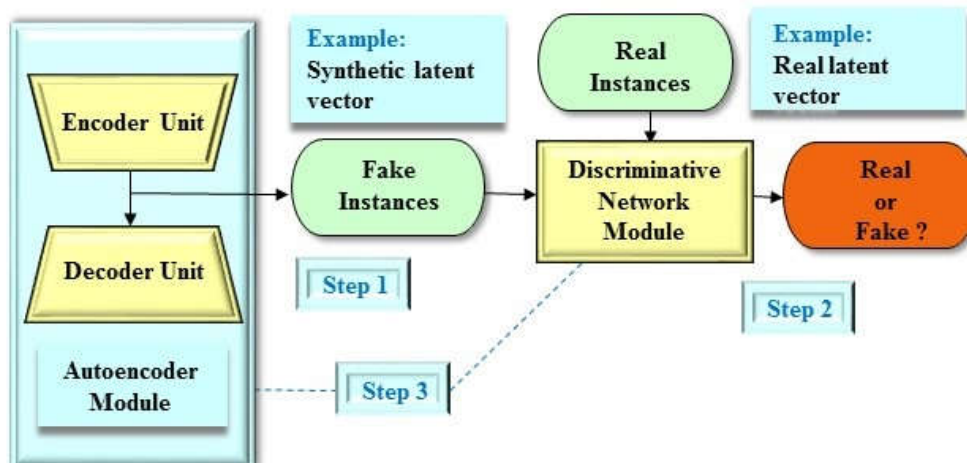 Encoder Unit
Decoder Unit
Autoencoder
Module
Example:
Synthetic latent
vector
Fake
Instances
Step 1
Step 3
Real
Instances
Discriminative
Network
Module
Example:
Real latent
vector
Real
or
Fake ?
Step 2